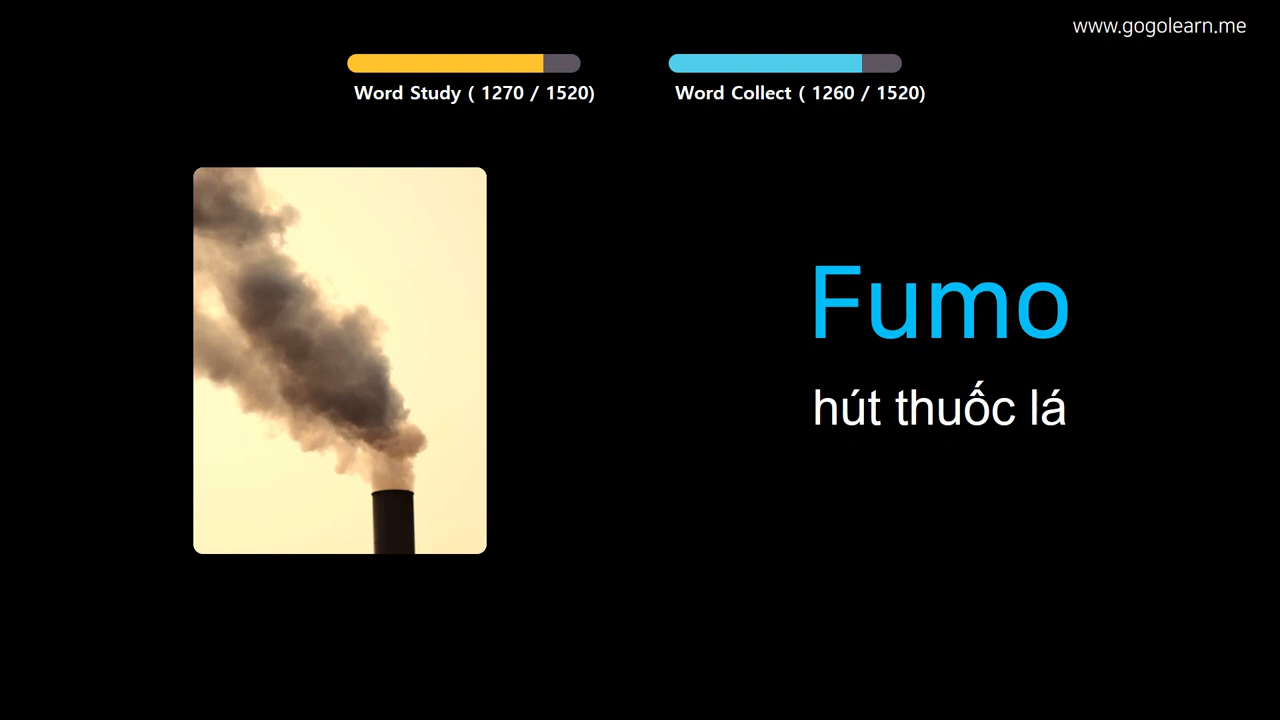 www.gogolearn.me
Word Study ( 1270 / 1520)
Word Collect ( 1260 / 1520)
Fumo
hút thuốc lá